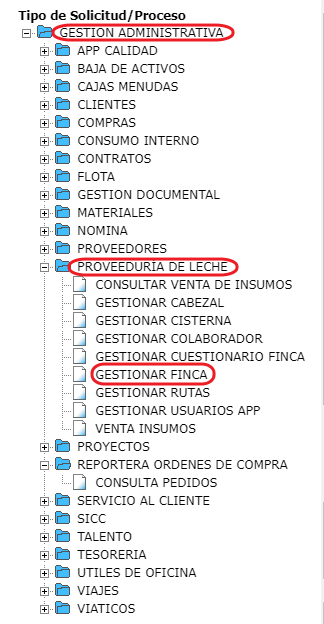 Tipo de Solicitud/Proceso
GESTION ADMINISTRATIVA
APP CALIDAD
BAJA DE ACTIVOS
CAJAS MENUDAS
CLIENTES
COMPRAS
CONSUMO INTERNO
CONTRATOS
FLOTA
GESTION DOCUMENTAL
MATERIALES
NOMINA
PROVEEDORES
PROVEEDURIA DE LECHE
CONSULTAR VENTA DE INSUMOS
GESTIONAR CABEZAL
GESTIONAR CISTERNA
GESTIONAR COLABORADOR
GESTIONAR CUESTIONARIO FINCA
GESTIONAR FINCA
GESTIONAR RUTAS
GESTIONAR USUARIOS APP
VENTA INSUMOS
PROYECTOS
REPORTERA ORDENES DE COMPRA
CONSULTA PEDIDOS
SERVICIO AL CLIENTE
SICC
TALENTO
TESORERIA
UTILES DE OFICINA
VIAJES
VIATICOS